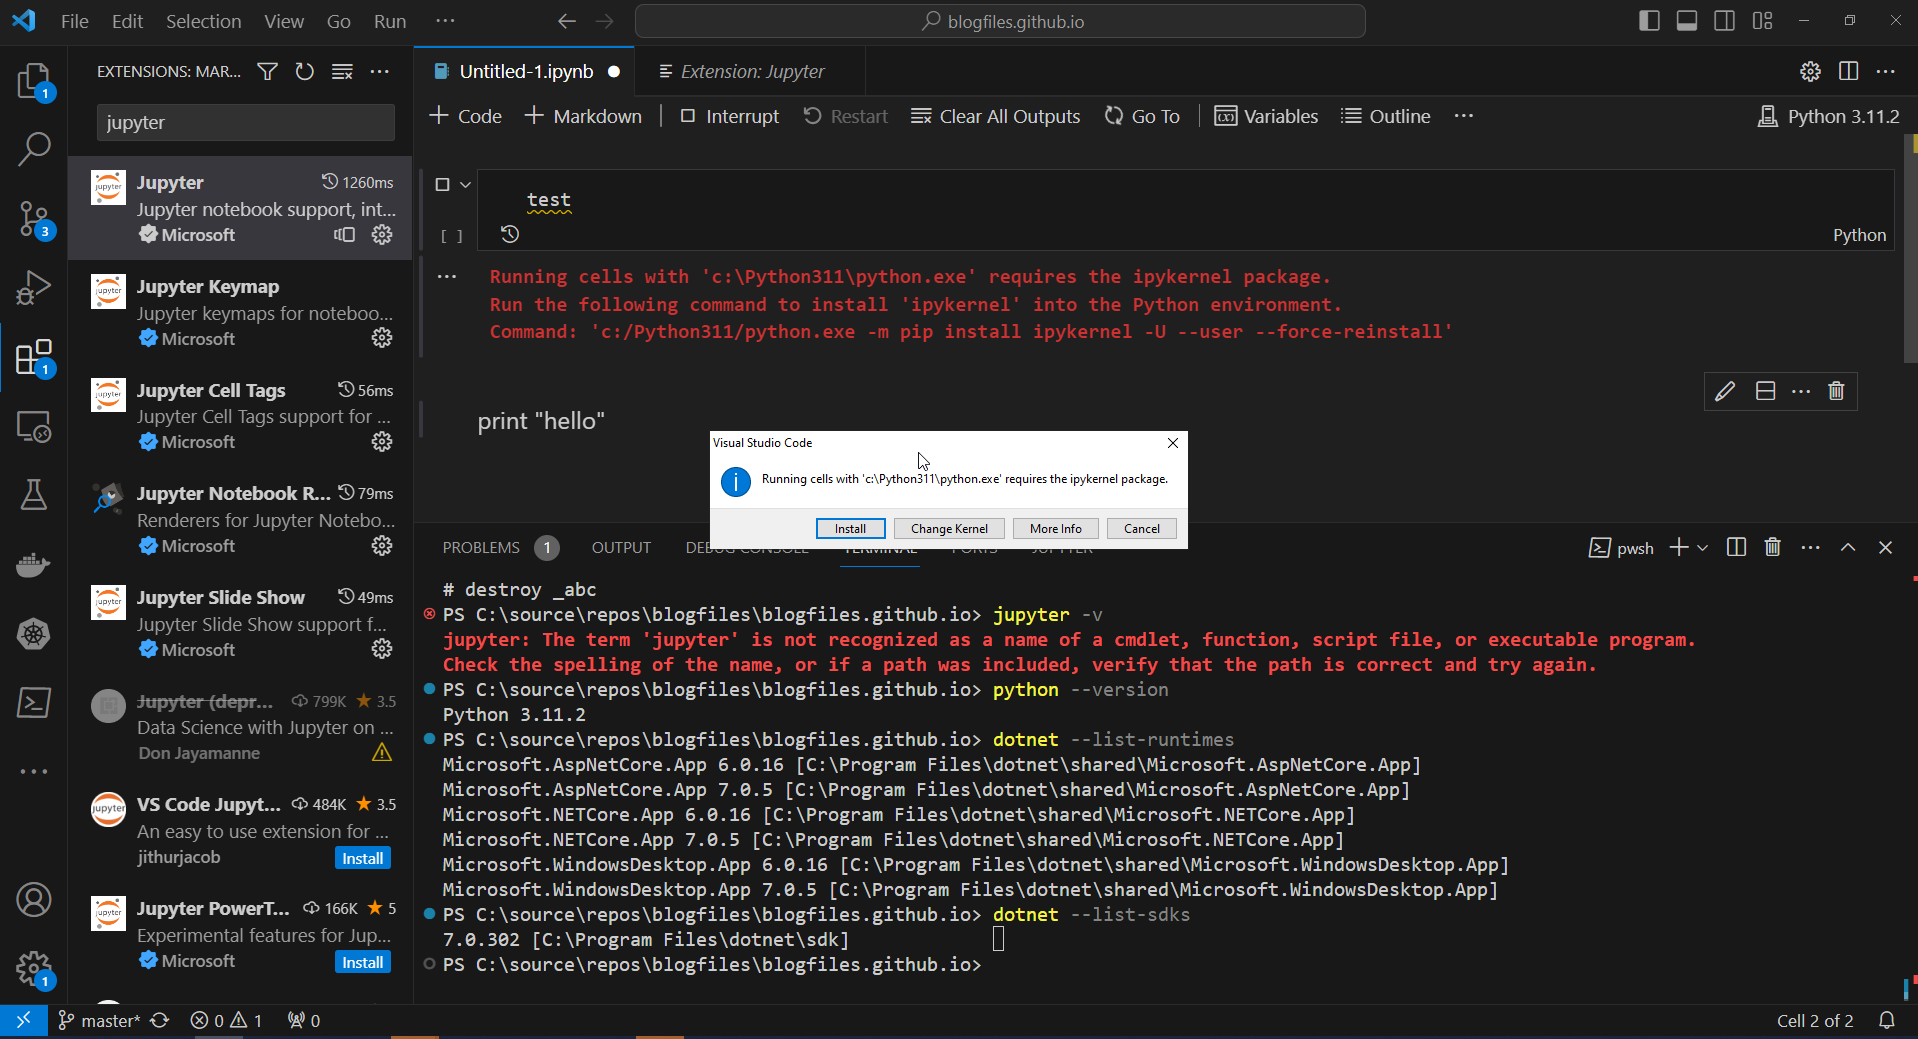 File Edit Selection View Go Run ···
blogfiles.github.io
EXTENSIONS: MAR...
jupyter
Jupyter 1260ms
Jupyter notebook support, int...
Microsoft
Jupyter Keymap
Jupyter keymaps for noteboo...
Microsoft
Jupyter Cell Tags 56ms
Jupyter Cell Tags support for ...
Microsoft
Jupyter Notebook R... 79ms
Renderers for Jupyter Notebo...
Microsoft
Jupyter Slide Show 49ms
Jupyter Slide Show support f...
Microsoft
Jupyter (depr... 799K 3.5
Data Science with Jupyter on ...
Don Jayamanne
VS Code Jupyt... 484K 3.5
An easy to use extension for ...
jithurjacob Install
Jupyter PowerT... 166K 5
Experimental features for Jup...
Microsoft Install
1
3
1
1
Untitled-1.ipynb Extension: Jupyter
Code Markdown Interrupt Restart Clear All Outputs Go To Variables Outline ··· Python 3.11.2
test
[ ] Python
Running cells with 'c:\Python311\python.exe' requires the ipykernel package.
Run the following command to install 'ipykernel' into the Python environment.
Command: 'c:/Python311/python.exe -m pip install ipykernel -U --user --force-reinstall'
print "hello"
Visual Studio Code
Running cells with 'c:\Python311\python.exe' requires the ipykernel package.
Install Change Kernel More Info Cancel
PROBLEMS 1 OUTPUT DEBUG CONSOLE TERMINAL PORTS JUPYTER pwsh
# destroy _abc
PS C:\source\repos\blogfiles\blogfiles.github.io> jupyter -v
jupyter: The term 'jupyter' is not recognized as a name of a cmdlet, function, script file, or executable program.
Check the spelling of the name, or if a path was included, verify that the path is correct and try again.
PS C:\source\repos\blogfiles\blogfiles.github.io> python --version
Python 3.11.2
PS C:\source\repos\blogfiles\blogfiles.github.io> dotnet --list-runtimes
Microsoft.AspNetCore.App 6.0.16 [C:\Program Files\dotnet\shared\Microsoft.AspNetCore.App]
Microsoft.AspNetCore.App 7.0.5 [C:\Program Files\dotnet\shared\Microsoft.AspNetCore.App]
Microsoft.NETCore.App 6.0.16 [C:\Program Files\dotnet\shared\Microsoft.NETCore.App]
Microsoft.NETCore.App 7.0.5 [C:\Program Files\dotnet\shared\Microsoft.NETCore.App]
Microsoft.WindowsDesktop.App 6.0.16 [C:\Program Files\dotnet\shared\Microsoft.WindowsDesktop.App]
Microsoft.WindowsDesktop.App 7.0.5 [C:\Program Files\dotnet\shared\Microsoft.WindowsDesktop.App]
PS C:\source\repos\blogfiles\blogfiles.github.io> dotnet --list-sdks
7.0.302 [C:\Program Files\dotnet\sdk]
PS C:\source\repos\blogfiles\blogfiles.github.io>
master* 0 1 0 Cell 2 of 2